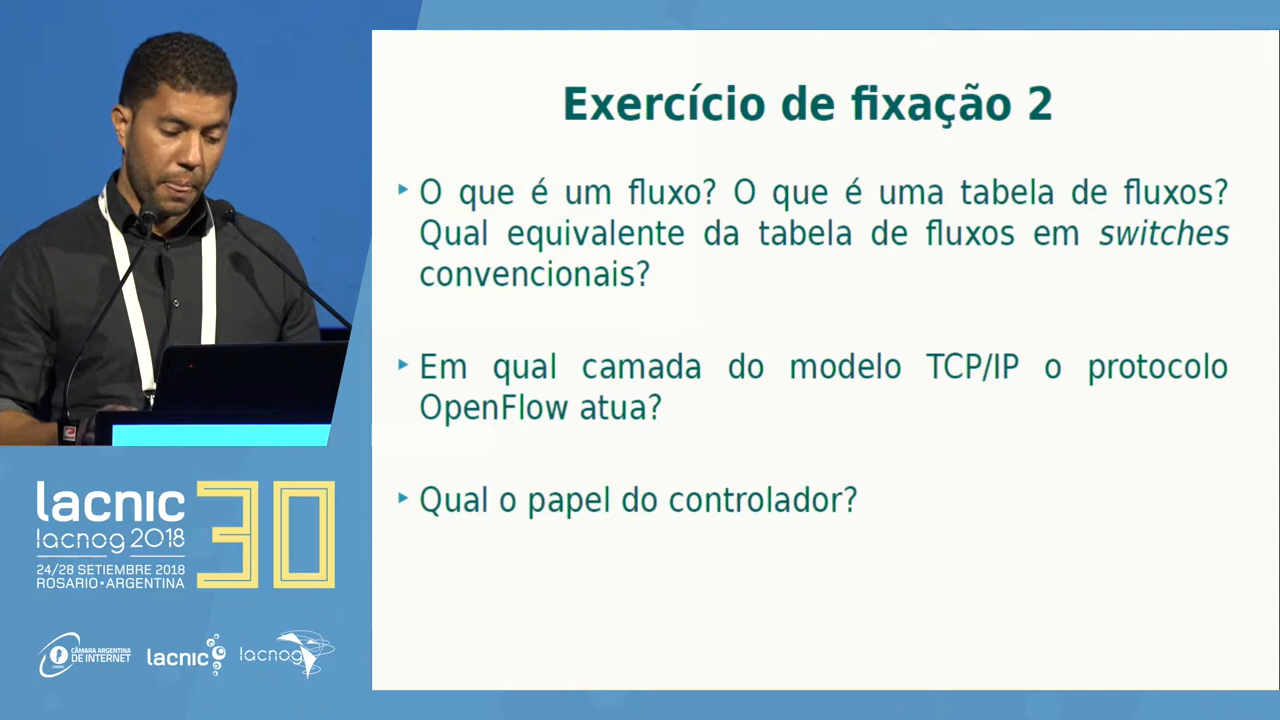 Exercício de fixação 2
O que é um fluxo? O que é uma tabela de fluxos?
Qual equivalente da tabela de fluxos em switches
convencionais?
Em qual camada do modelo TCP/IP o protocolo
OpenFlow atua?
Qual o papel do controlador?
lacnic 30
lacnog 2018
24/28 SETIEMBRE 2018
ROSARIO•ARGENTINA
CÁMARA ARGENTINA
DE INTERNET
lacnic
lacnog